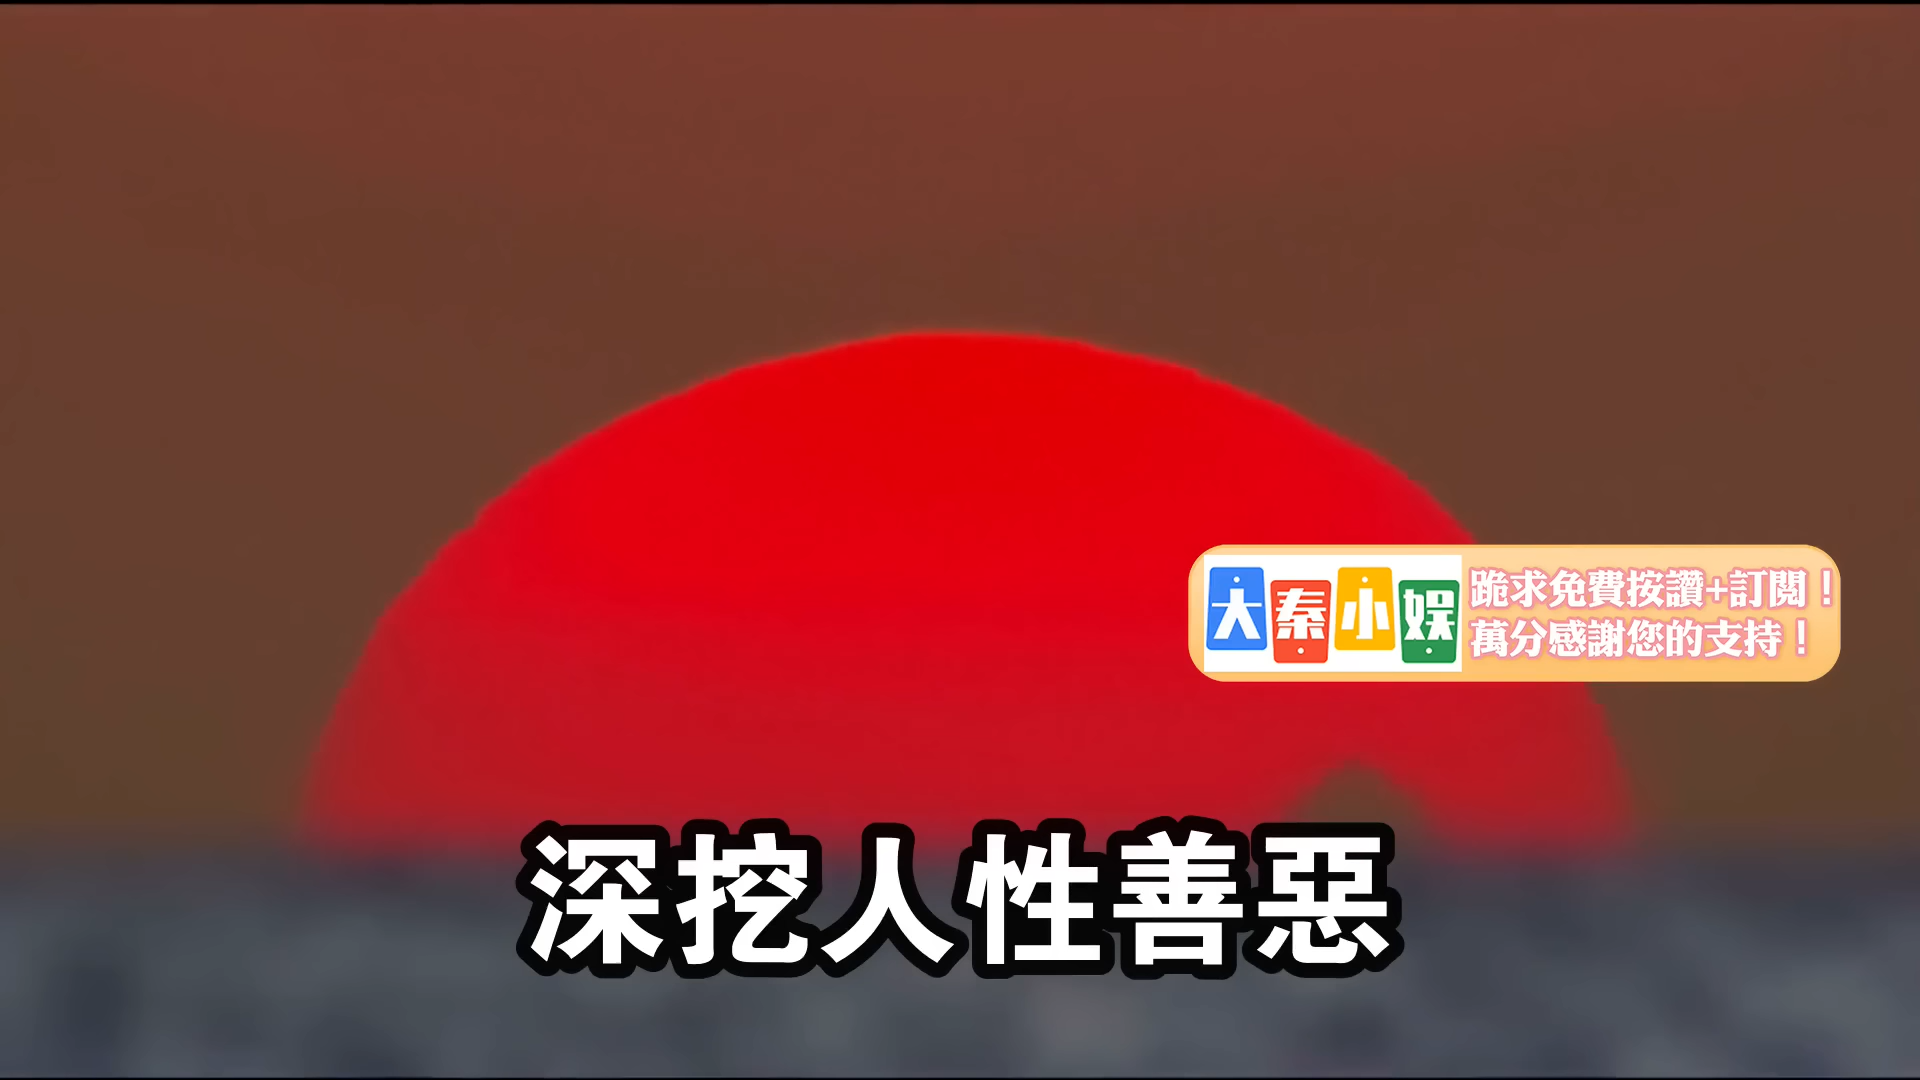 大秦小娱
跪求免費按讚+訂閱！
萬分感謝您的支持！
深挖人性善惡